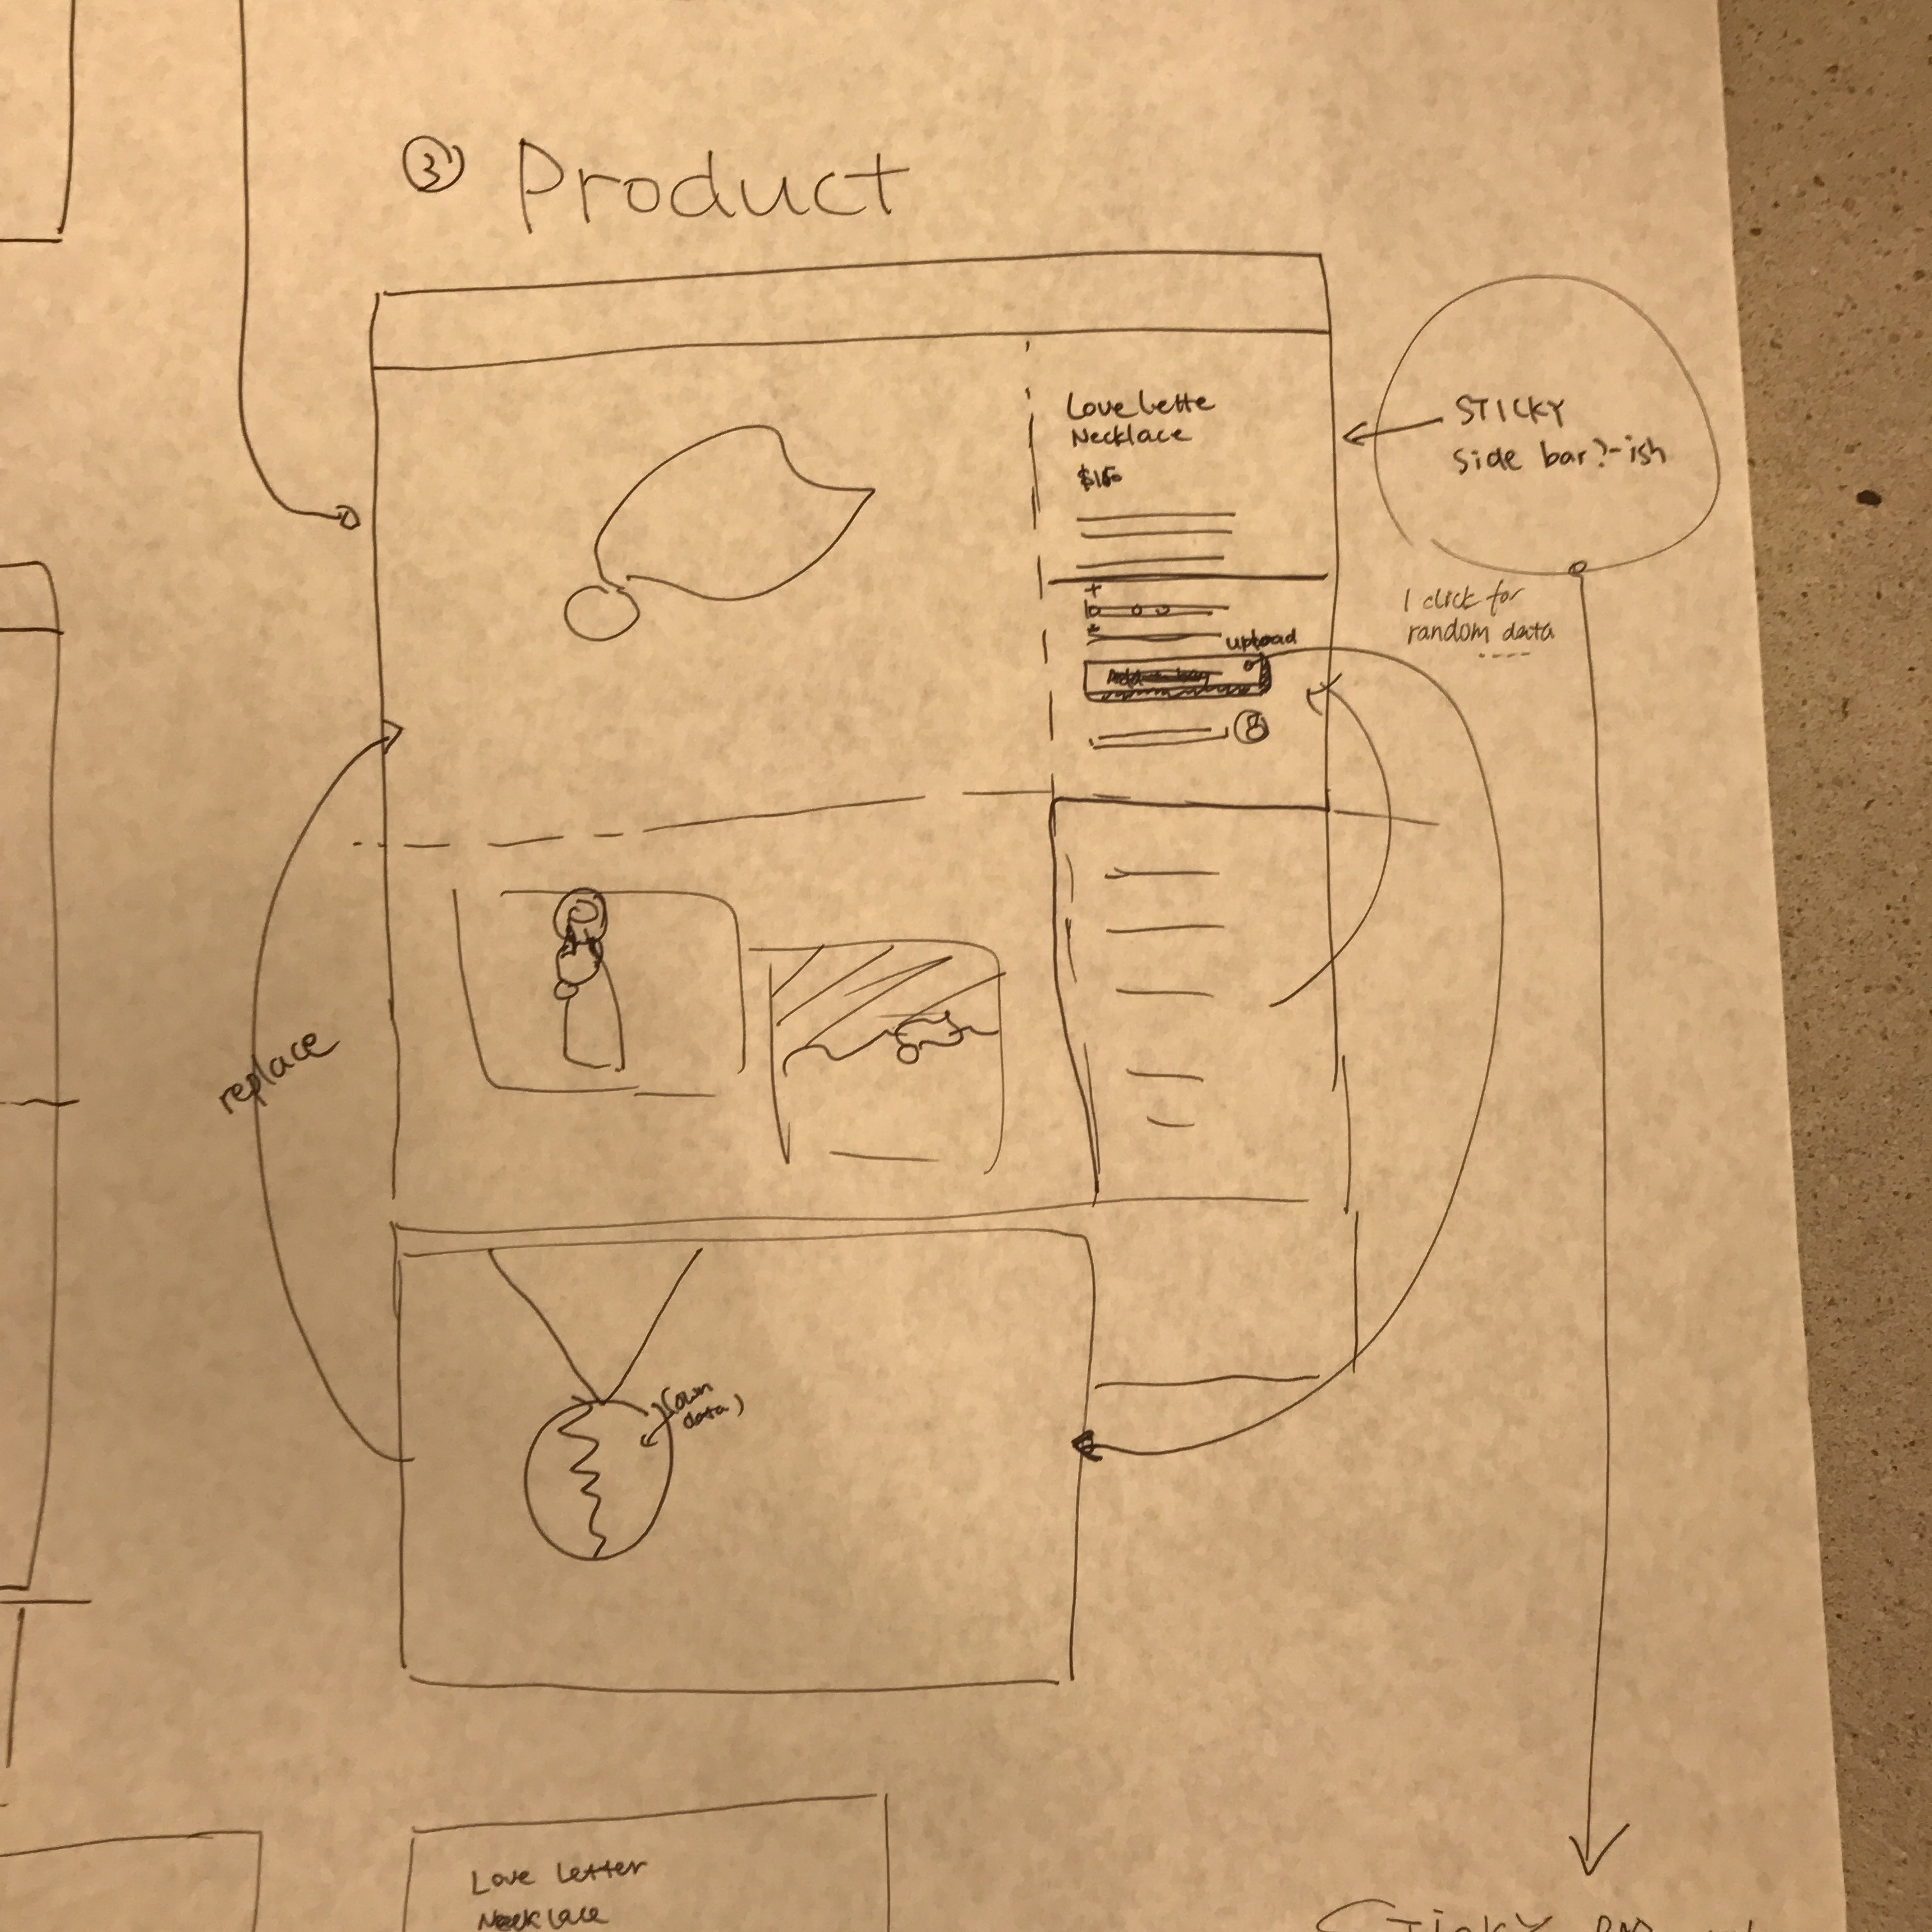 ③ Product
Love Lette
Necklace
$150
STICKY
side bar?-ish
1 click for
random data
upload
Add to bag
replace
(own
data)
Love Letter
Necklace
STICKY